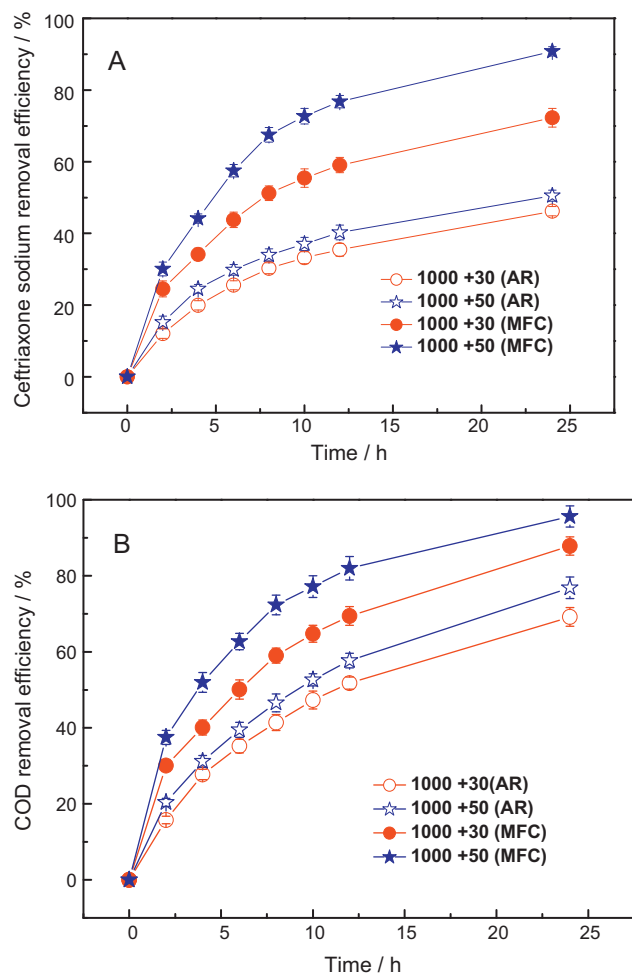 A
Ceftriaxone sodium removal efficiency / %
100
80
60
40
20
0
1000 +30 (AR)
1000 +50 (AR)
1000 +30 (MFC)
1000 +50 (MFC)
0 5 10 15 20 25
Time / h
B
COD removal efficiency / %
100
80
60
40
20
0
1000 +30(AR)
1000 +50 (AR)
1000 +30 (MFC)
1000 +50 (MFC)
0 5 10 15 20 25
Time / h